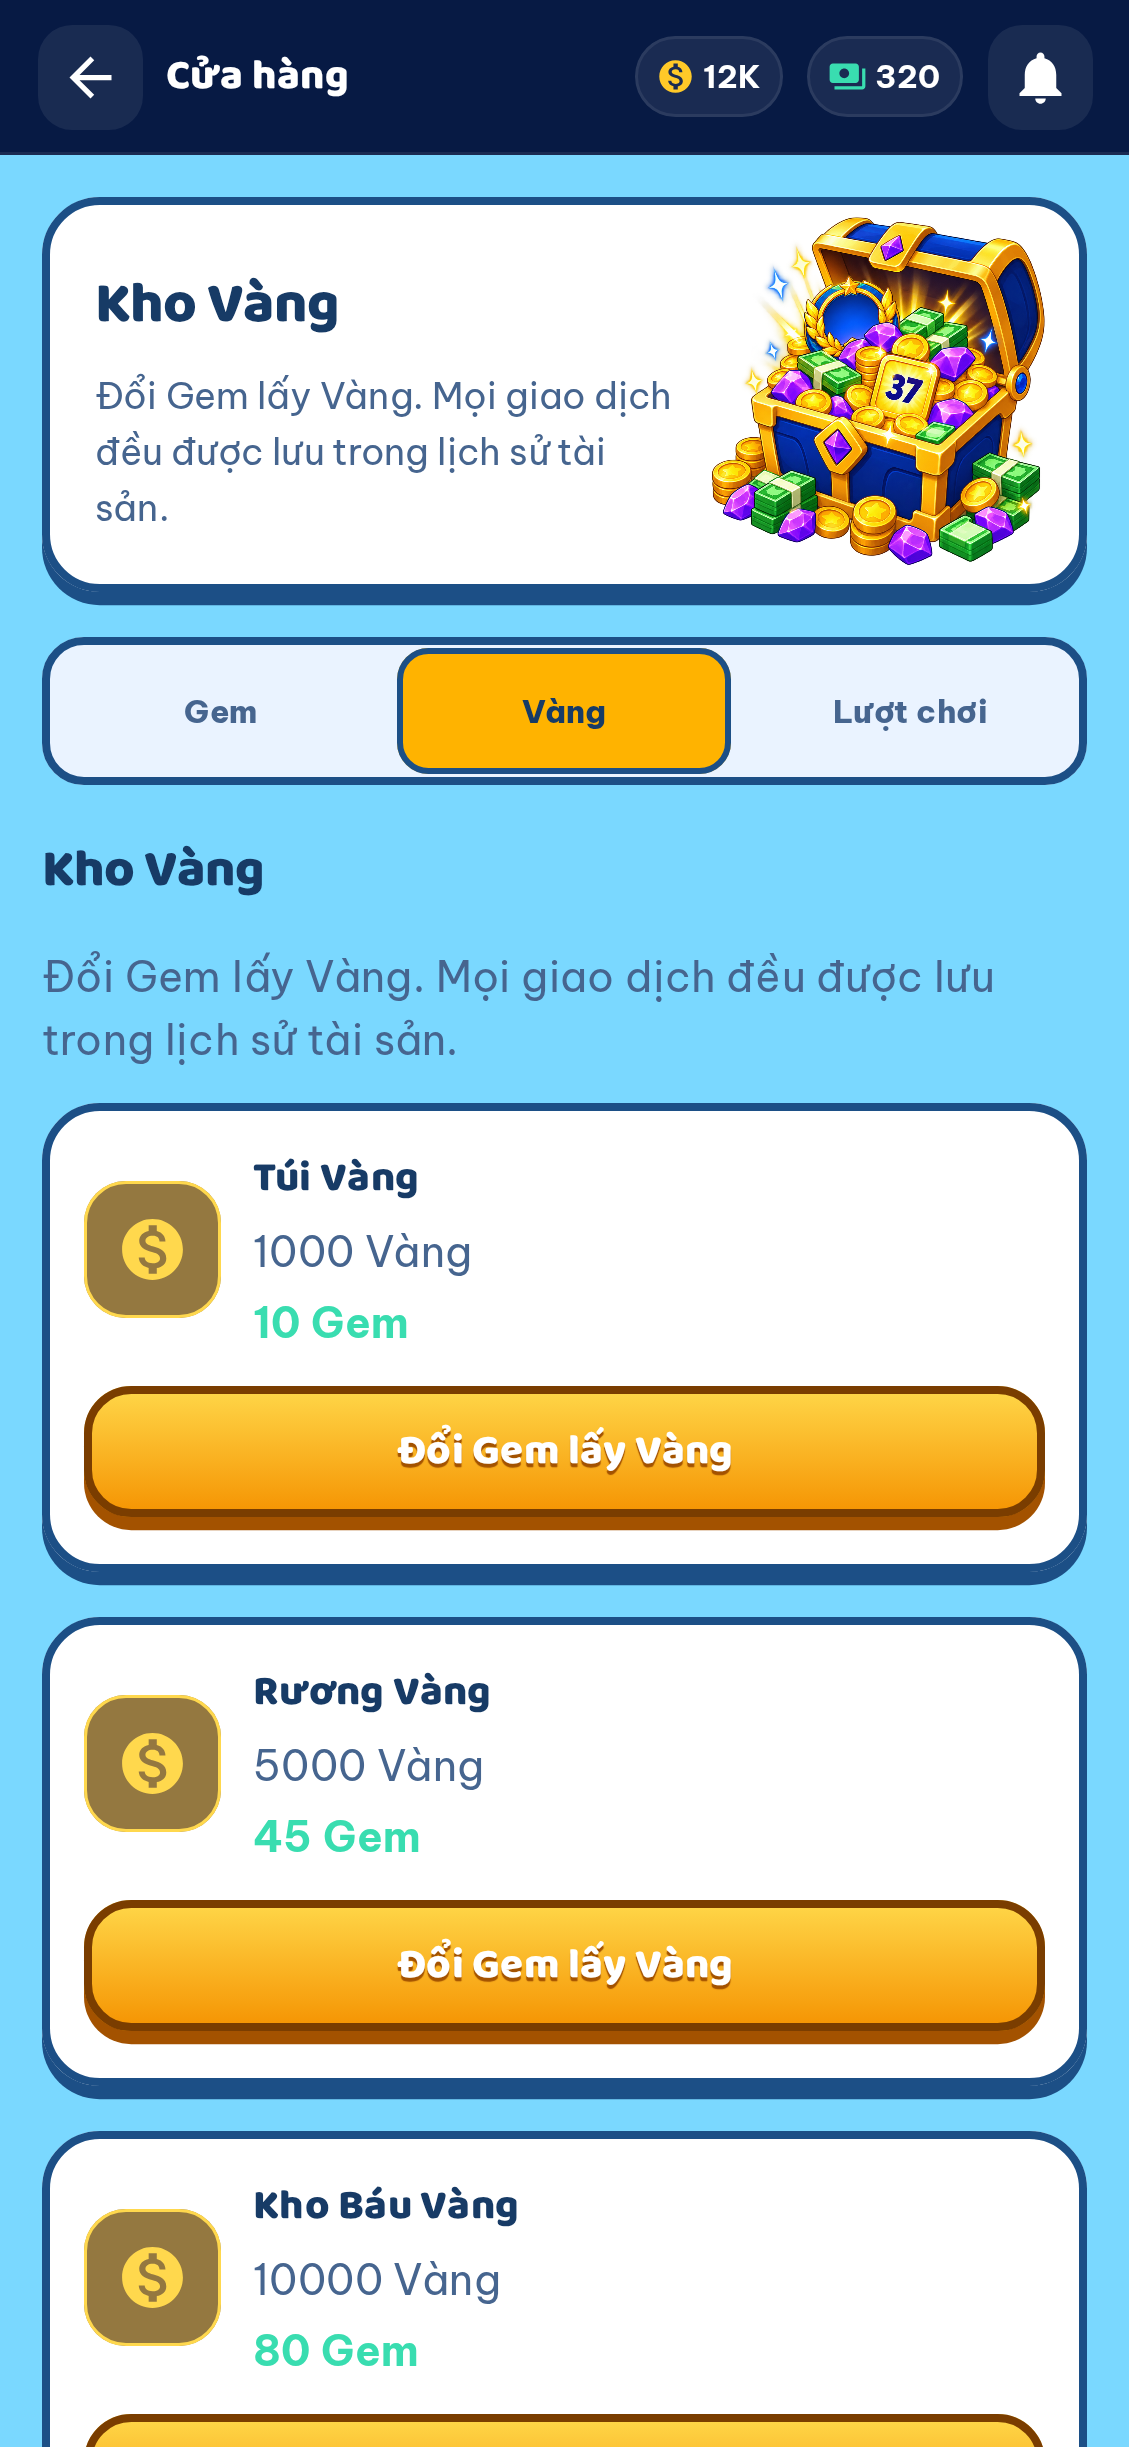 Cửa hàng
12K
320
Kho Vàng
Đổi Gem lấy Vàng. Mọi giao dịch
đều được lưu trong lịch sử tài
sản.
37
Gem
Vàng
Lượt chơi
Kho Vàng
Đổi Gem lấy Vàng. Mọi giao dịch đều được lưu
trong lịch sử tài sản.
Túi Vàng
1000 Vàng
10 Gem
Đổi Gem lấy Vàng
Rương Vàng
5000 Vàng
45 Gem
Đổi Gem lấy Vàng
Kho Báu Vàng
10000 Vàng
80 Gem